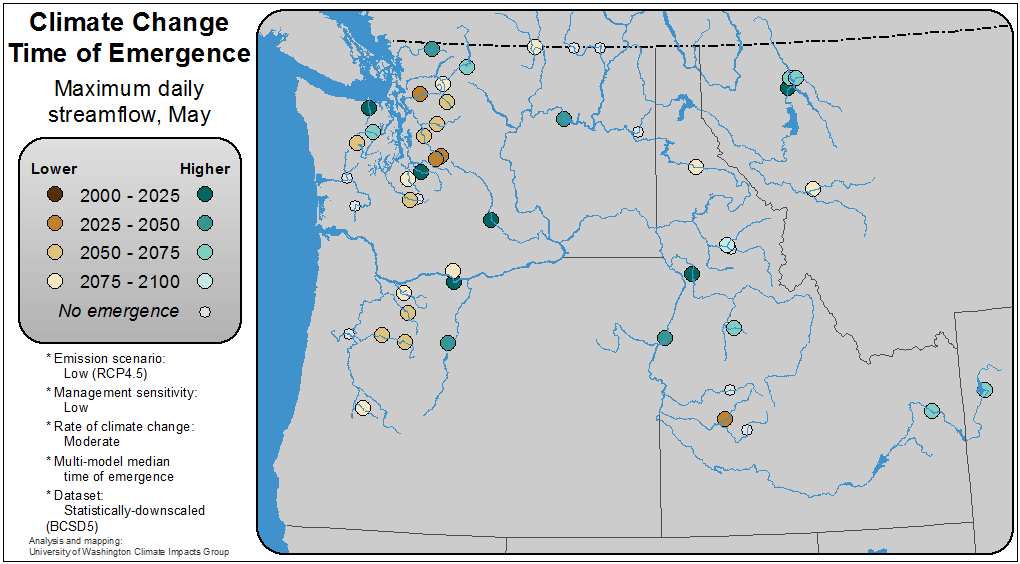 Climate Change
Time of Emergence
Maximum daily
streamflow, May
Lower Higher
2000 - 2025
2025 - 2050
2050 - 2075
2075 - 2100
No emergence
* Emission scenario:
Low (RCP4.5)
* Management sensitivity:
Low
* Rate of climate change:
Moderate
* Multi-model median
time of emergence
* Dataset:
Statistically-downscaled
(BCSD5)
Analysis and mapping:
University of Washington Climate Impacts Group